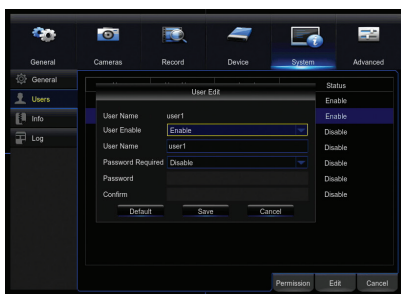 General Cameras Record Device System Advanced
General
Users
Info
Log
Status
Enable
Enable
Disable
Disable
Disable
Disable
Disable
User Edit
User Name user1
User Enable Enable
User Name user1
Password Required Disable
Password
Confirm
Default Save Cancel
Permission Edit Cancel